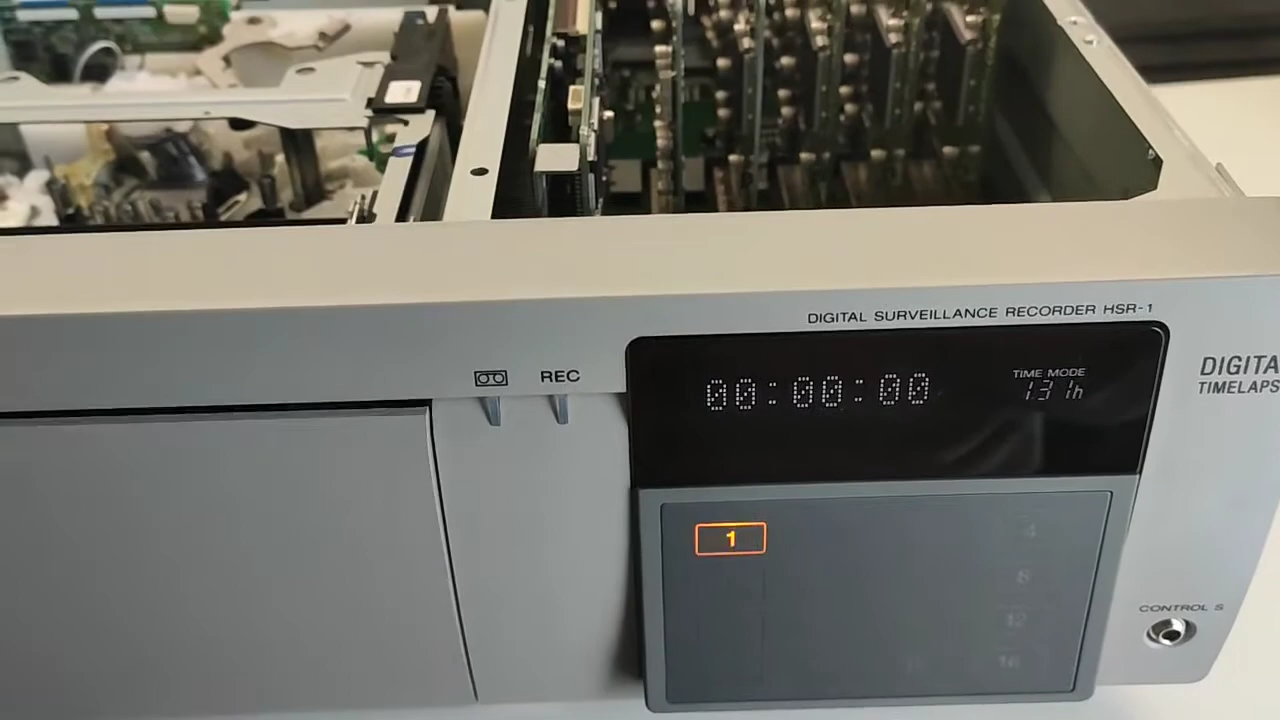 DIGITAL SURVEILLANCE RECORDER HSR-1
REC
00:00:00
TIME MODE
131h
DIGITA
TIMELAPS
1
4
8
12
16
CONTROL S